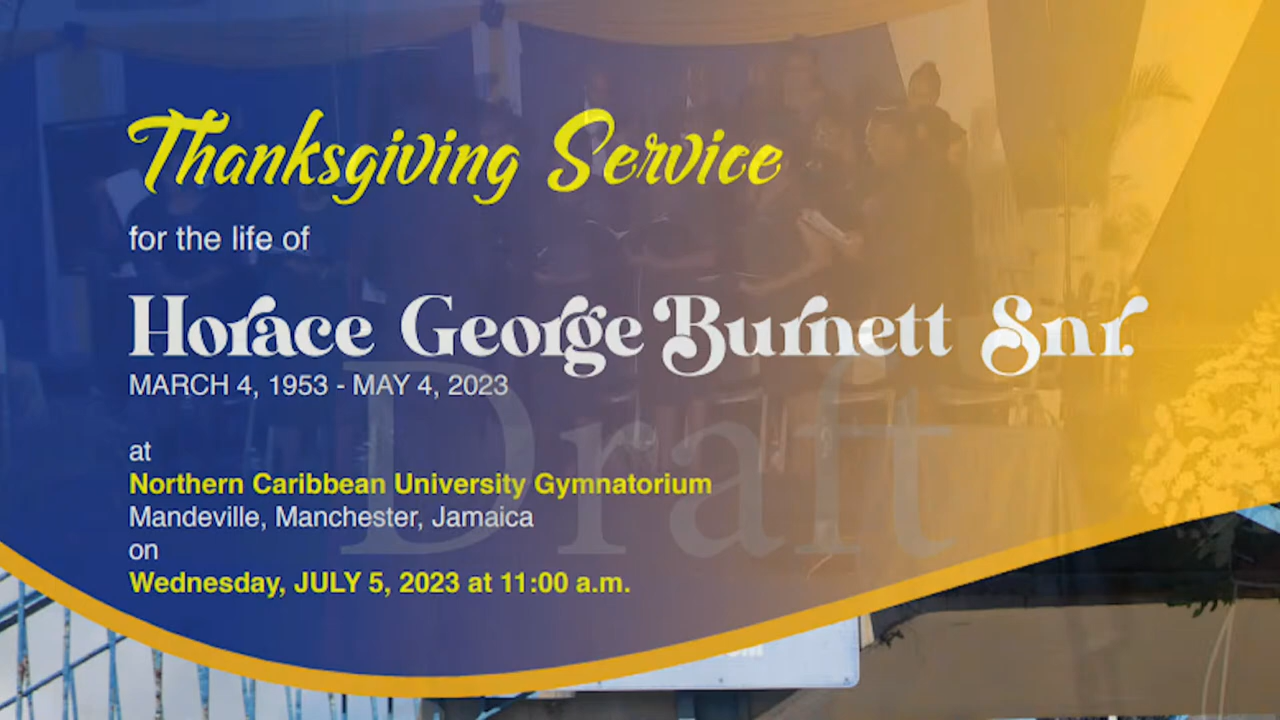 Thanksgiving Service
for the life of
Horace George Burnett Snr.
MARCH 4, 1953 - MAY 4, 2023
Draft
at
Northern Caribbean University Gymnatorium
Mandeville, Manchester, Jamaica
on
Wednesday, JULY 5, 2023 at 11:00 a.m.